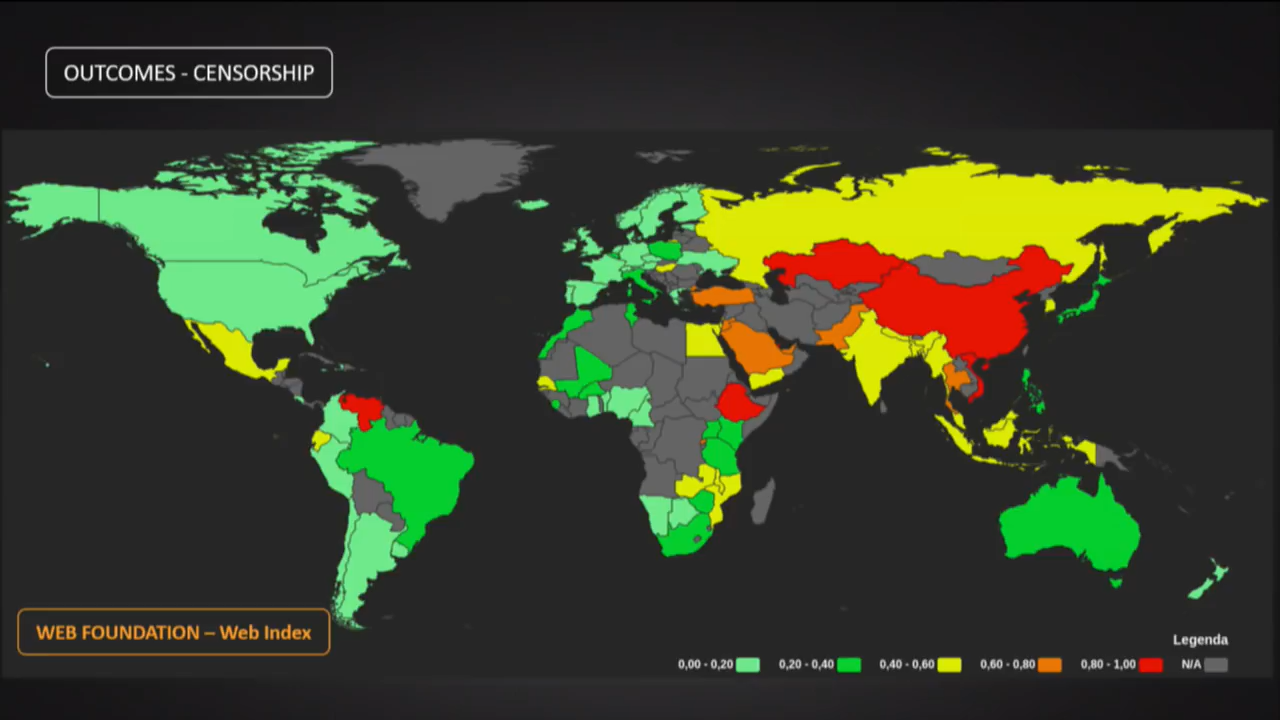 OUTCOMES - CENSORSHIP
WEB FOUNDATION – Web Index
Legenda
0,00 - 0,20 0,20 - 0,40 0,40 - 0,60 0,60 - 0,80 0,80 - 1,00 N/A